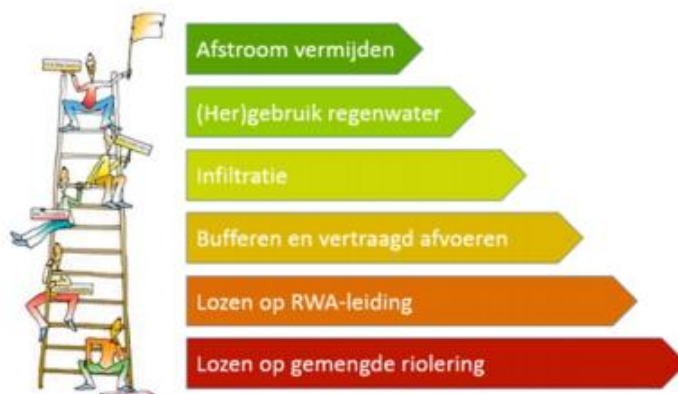 Afstroom vermijden
(Her)gebruik regenwater
Infiltratie
Bufferen en vertraagd afvoeren
Lozen op RWA-leiding
Lozen op gemengde riolering